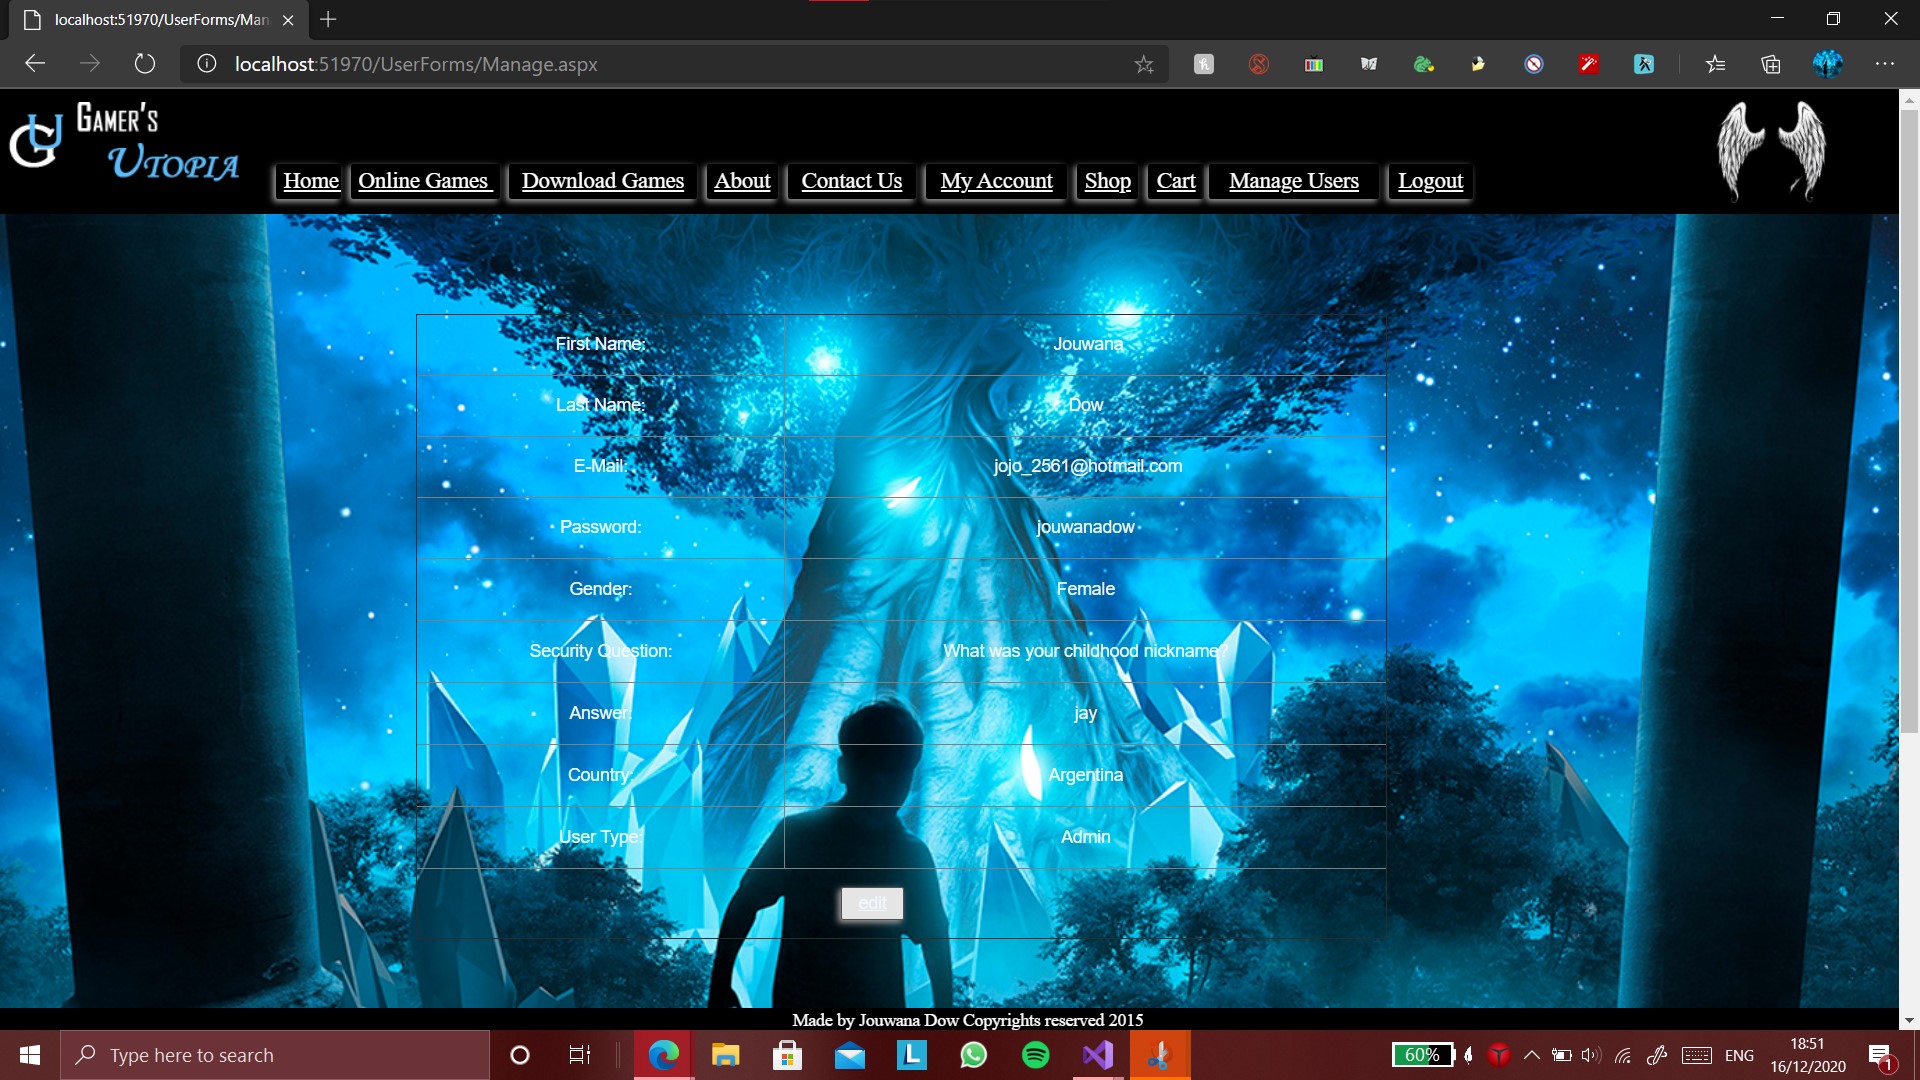 localhost:51970/UserForms/Man
localhost:51970/UserForms/Manage.aspx
GU GAMER'S
UTOPIA
Home Online Games Download Games About Contact Us My Account Shop Cart Manage Users Logout
First Name: Jouwana
Last Name: Dow
E-Mail: jojo_2561@hotmail.com
Password: jouwanadow
Gender: Female
Security Question: What was your childhood nickname?
Answer: jay
Country: Argentina
User Type: Admin
edit
Made by Jouwana Dow Copyrights reserved 2015
Type here to search
L
60%
ENG
18:51
16/12/2020
1